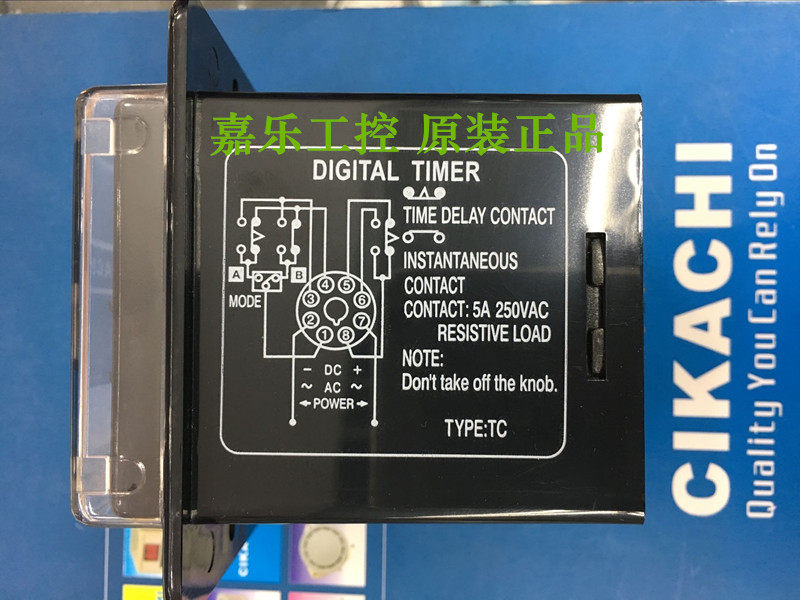 嘉乐工控 原装正品
DIGITAL TIMER
TIME DELAY CONTACT
INSTANTANEOUS
CONTACT
CONTACT: 5A 250VAC
RESISTIVE LOAD
NOTE:
Don't take off the knob.
TYPE:TC
A
B
MODE
4 5
3 6
2 7
1 8
− DC +
~ AC ~
POWER
CIKACHI
Quality You Can Rely On
CIKA